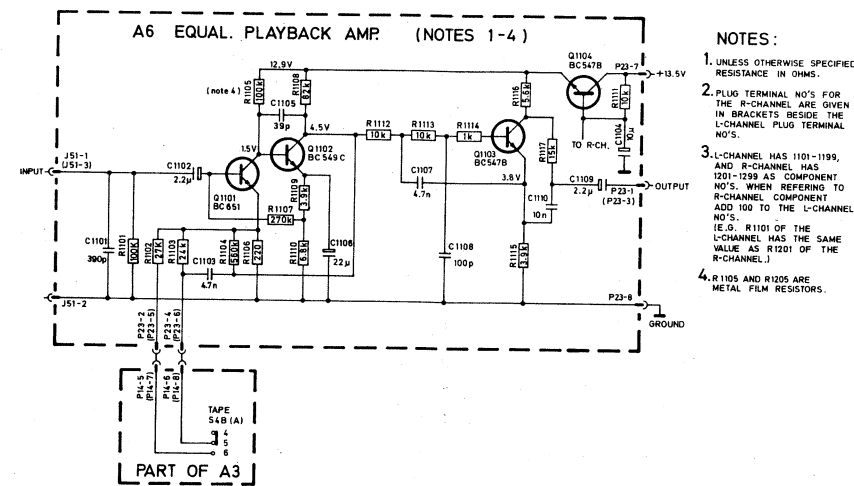 A6 EQUAL. PLAYBACK AMP. (NOTES 1-4)
12.9V
Q1104
BC547B
P23-7
+13.5V
(note 4)
R1105
100k
R1108
82k
C1105
39p
4.5V
R1116
5.6k
R1111
10k
C1104
10µ
TO R-CH.
R1112
10k
R1113
10k
R1114
1k
Q1103
BC547B
R1117
15k
1.5V
Q1102
BC549C
J51-1
(J51-3)
INPUT
C1102
2.2µ
Q1101
BC651
R1109
3.9k
R1107
270k
C1107
4.7n
3.8V
C1109
2.2µ
C1110
10n
P23-1
(P23-3)
OUTPUT
C1101
390p
R1101
100K
R1102
27K
R1103
24k
C1103
4.7n
R1104
560k
R1106
220
R1110
6.8k
C1106
22µ
C1108
100p
R1115
3.9k
J51-2
P23-8
GROUND
P23-2
(P23-5)
P23-4
(P23-6)
P14-5
(P14-7)
P14-6
(P14-8)
TAPE
S4B(A)
4
5
6
PART OF A3
NOTES:
1. UNLESS OTHERWISE SPECIFIED
RESISTANCE IN OHMS.
2. PLUG TERMINAL NO'S FOR
THE R-CHANNEL ARE GIVEN
IN BRACKETS BESIDE THE
L-CHANNEL PLUG TERMINAL
NO'S.
3. L-CHANNEL HAS 1101-1199,
AND R-CHANNEL HAS
1201-1299 AS COMPONENT
NO'S. WHEN REFERING TO
R-CHANNEL COMPONENT
ADD 100 TO THE L-CHANNEL
NO'S.
(E.G. R1101 OF THE
L-CHANNEL HAS THE SAME
VALUE AS R1201 OF THE
R-CHANNEL.)
4. R1105 AND R1205 ARE
METAL FILM RESISTORS.